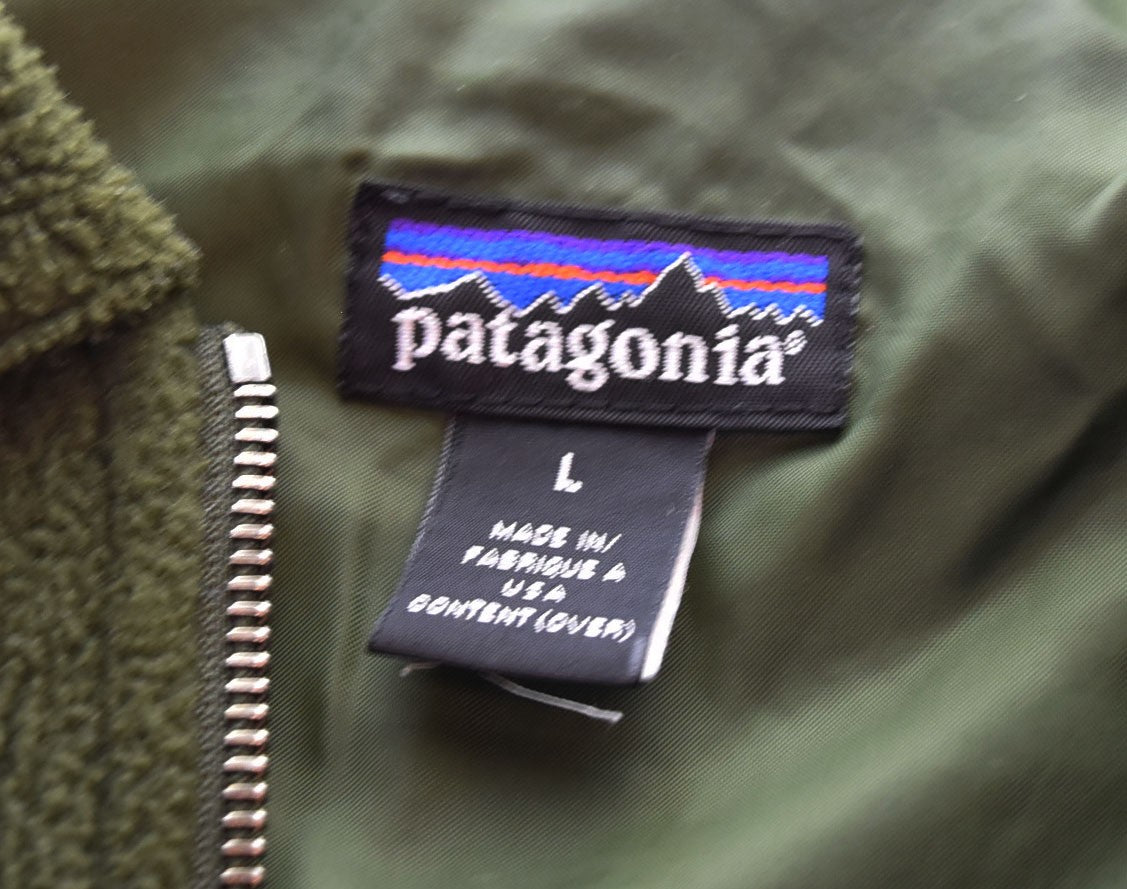 patagonia®
L
MADE IN/
FABRIQUE A
USA
CONTENT (OVER)